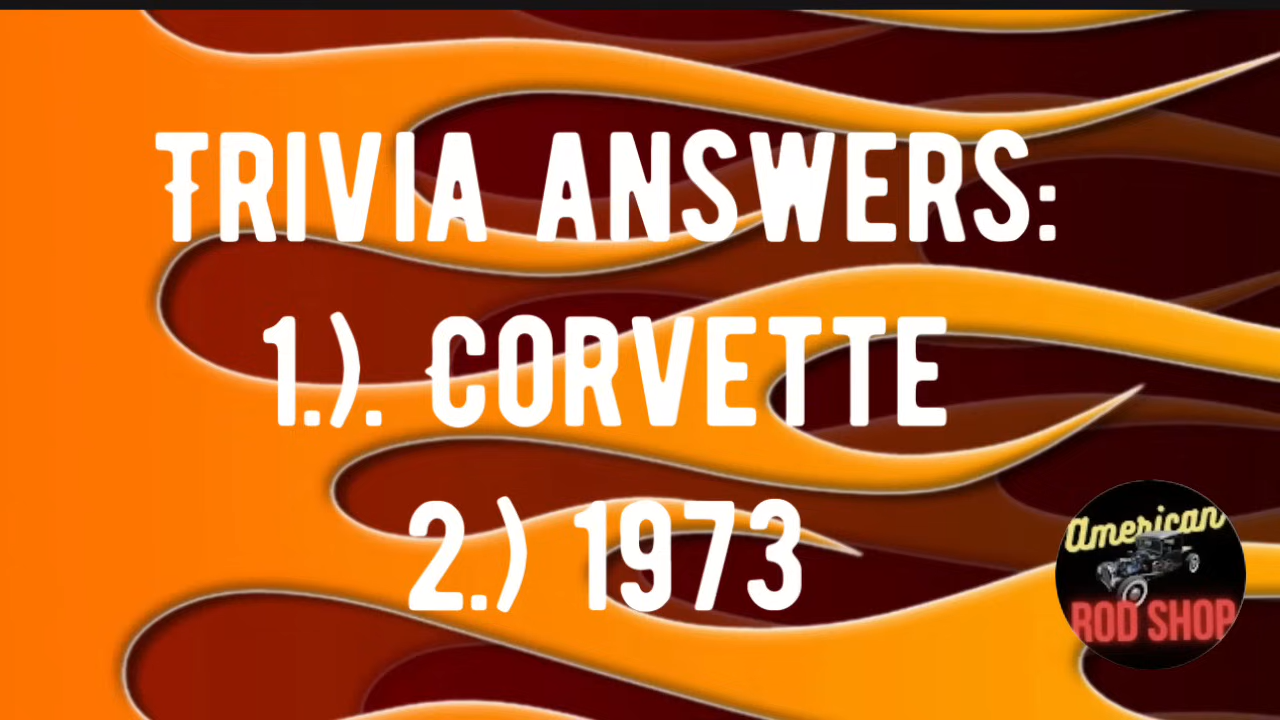 TRIVIA ANSWERS:
1.). CORVETTE
2.) 1973
American
ROD SHOP